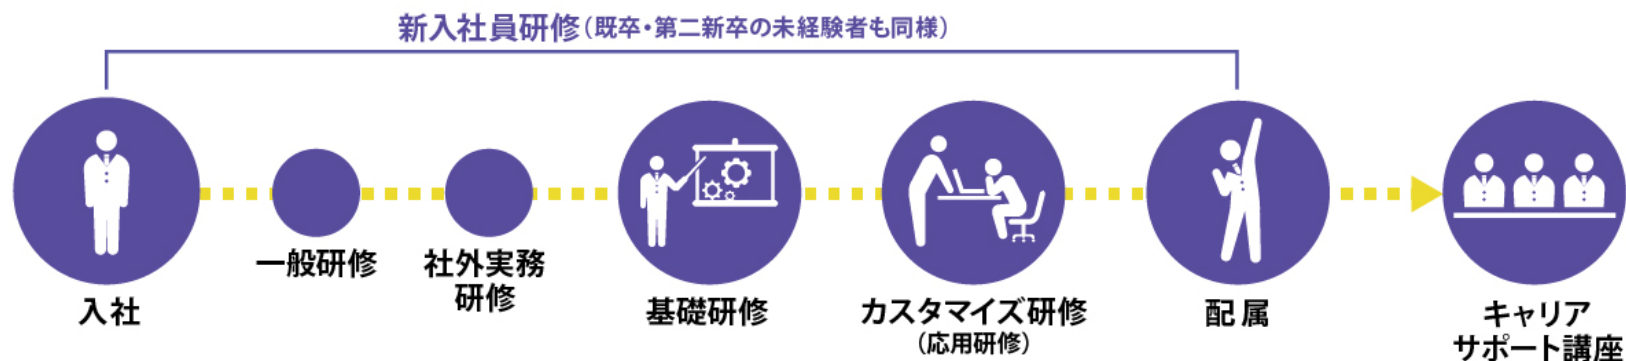 新入社員研修(既卒・第二新卒の未経験者も同様)
入社
一般研修
社外実務
研修
基礎研修
カスタマイズ研修
(応用研修)
配属
キャリア
サポート講座